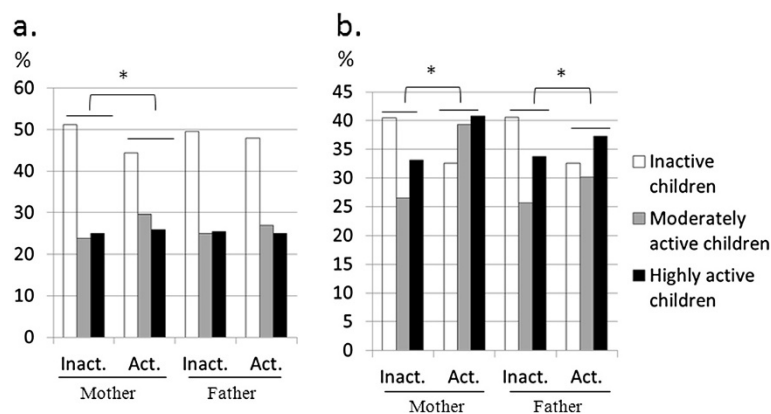 a.
%
*
60
50
40
30
20
10
0
Inact. Act. Inact. Act.
Mother Father
b.
%
* *
45
40
35
30
25
20
15
10
5
0
Inact. Act. Inact. Act.
Mother Father
Inactive
children
Moderately
active children
Highly active
children